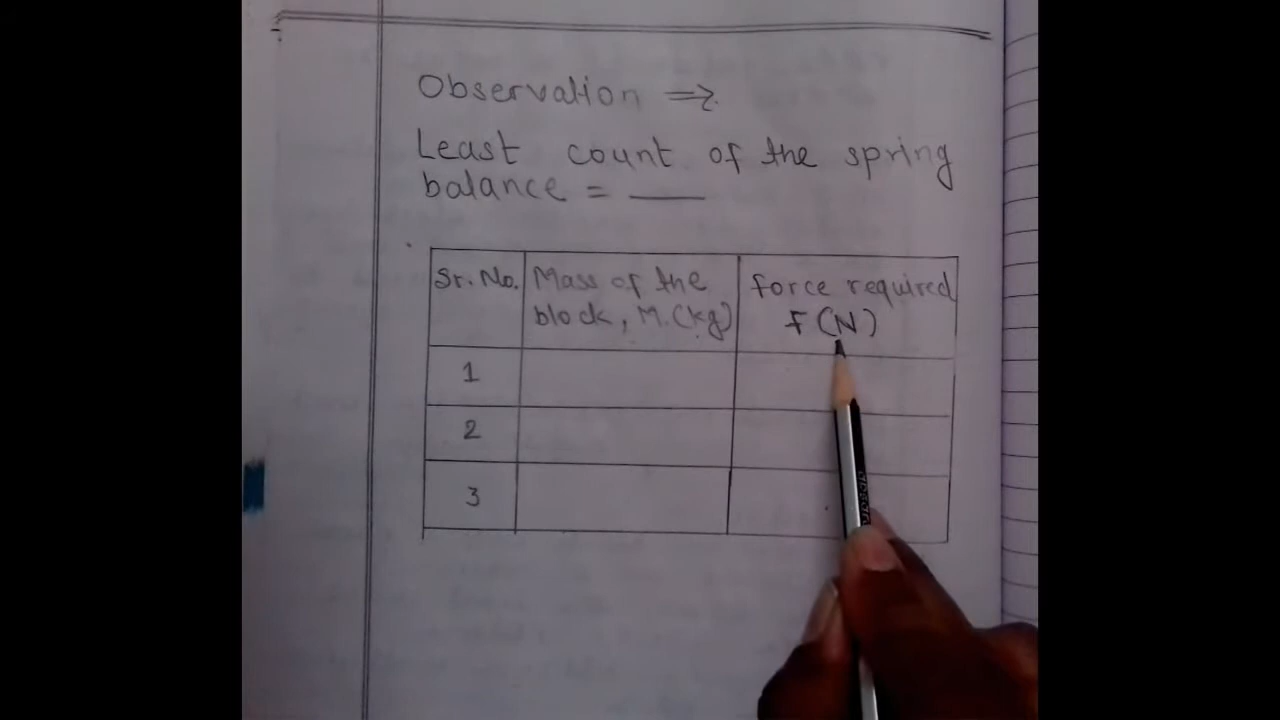 Observation ⇒
Least count of the spring
balance = ____
Sr. No. Mass of the block, M. (kg) force required F (N)
1
2
3
apsara